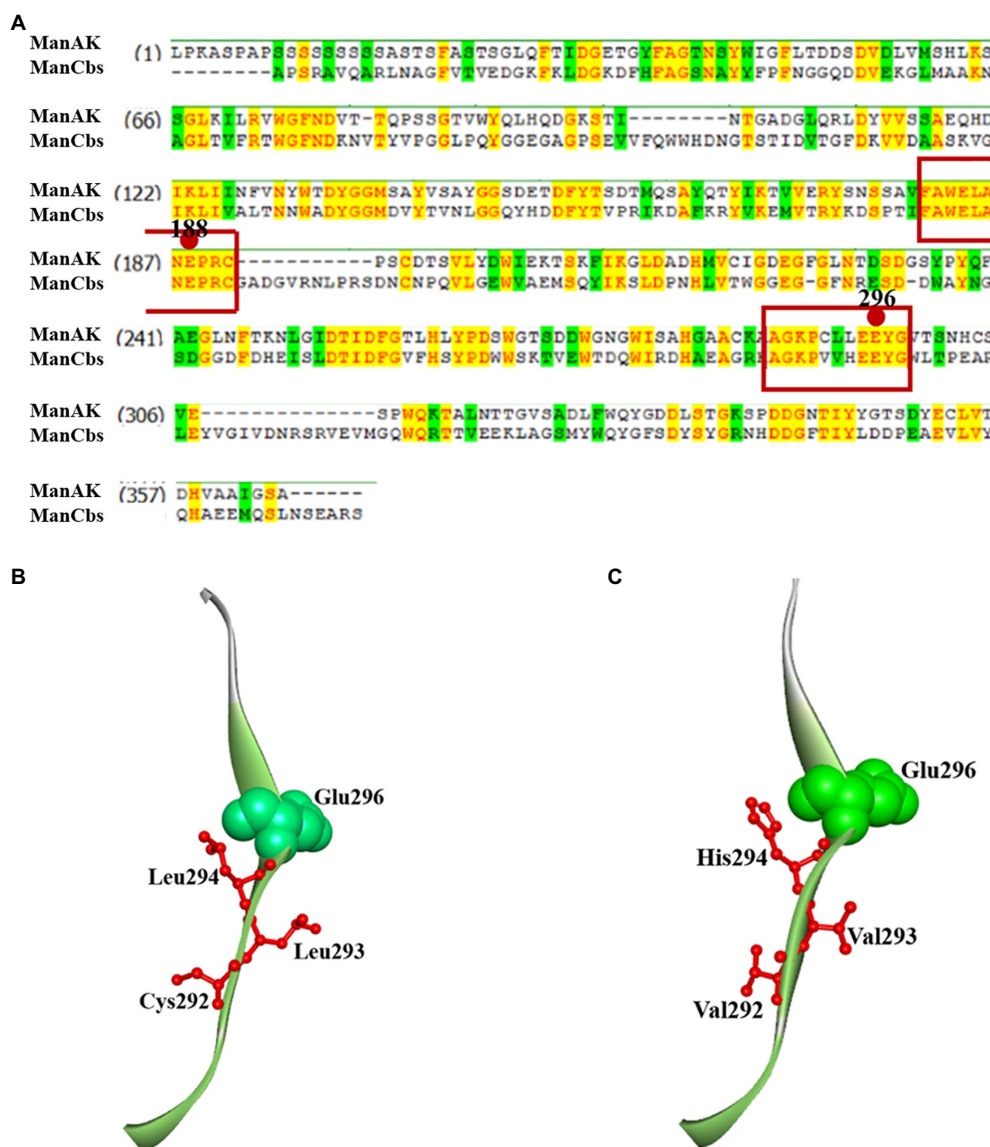 A
ManAK (1) LPKASPAPSSSSSSSSSASTSFASTSGLQFTIDGETGYFAGTNSYWIGFLTDDSDVDLVMSHLKS
ManCbs --------APSRAVQARLNAGFVTVEDGKFKLDGKDFHFAGSNAYYFPFNGGQDDVEKGLMAAKN
ManAK (66) SGLKILRVWGFNDVT-TQPSSGTVWYQLHQDGKSTI---------NTGADGLQRLDYVVSSAEQHD
ManCbs AGLTVFRTWGFNDKNVTYVPGGLPQYGGEGAGPSEVVFQWWHDNGTSTIDVTGFDKVVDAASKVG
ManAK (122) IKLIINFVNYWTDYGGMSAYVSAYGGSDETDFYTSDTMQSAYQTYIKTVVERYSNSSAVFAWELA
ManCbs IKLIVALTNNWADYGGMDVYTVNLGGQYHDDFYTVPRIKDAFKRYVKEMVTRYKDSPTIFAWELA
188
ManAK (187) NEPRC------------PSCDTSVLYDWIEKTSKFIKGLDADHMVCIGDEGFGLNTDSDGSYPYQF
ManCbs NEPRCGADGVRNLPRSDNCNPQVLGEWVAEMSQYIKSLDPNHLVTWGGEG-GFNRESD-DWAYNG
296
ManAK (241) AEGLNFTKNLGIDTIDFGTLHLYPDSWGTSDDWGNGWISAHGAACKAAGKPCLLEEYGVTSNHCS
ManCbs SDGGDFDHEISLDTIDFGVFHSYPDWWSKTVEWTDQWIRDHAEAGRHAGKPVVHEEYGWLTPEAR
ManAK (306) VE--------------SPWQKTALNTTGVSADLFWQYGDDLSTGKSPDDGNTIYYGTSDYECLVT
ManCbs LEYVGIVDNRSRVEVMGQWQRTTVEEKLAGSMYWQYGFSDYSYGRNHDDGFTIYLDDPEAEVLVY
ManAK (357) DHVAAIGSA------
ManCbs QHAEEMQSLNSEARS
B
C
Glu296
Glu296
Leu294
His294
Leu293
Val293
Cys292
Val292